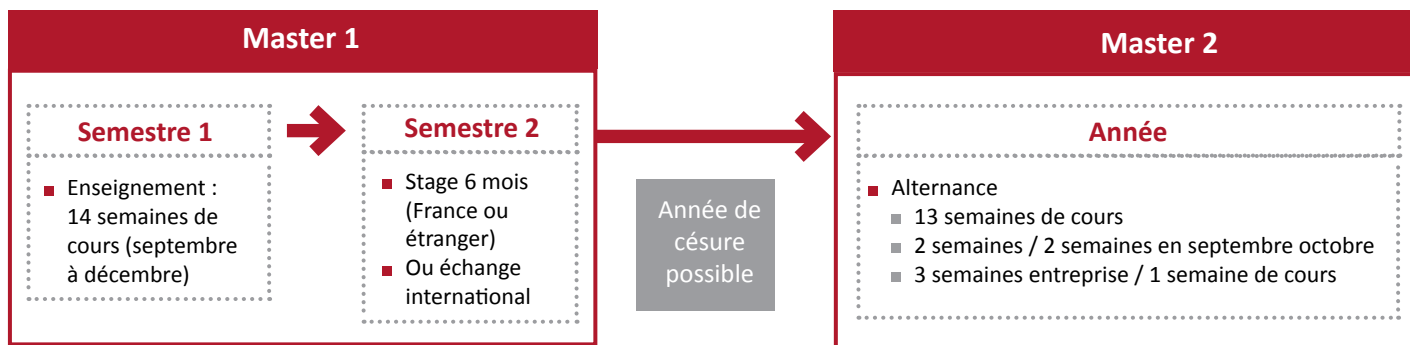 Master 1
Semestre 1
Enseignement :
14 semaines de
cours (septembre
à décembre)
Semestre 2
Stage 6 mois
(France ou
étranger)
Ou échange
international
Année de
césure
possible
Master 2
Année
Alternance
13 semaines de cours
2 semaines / 2 semaines en septembre octobre
3 semaines entreprise / 1 semaine de cours